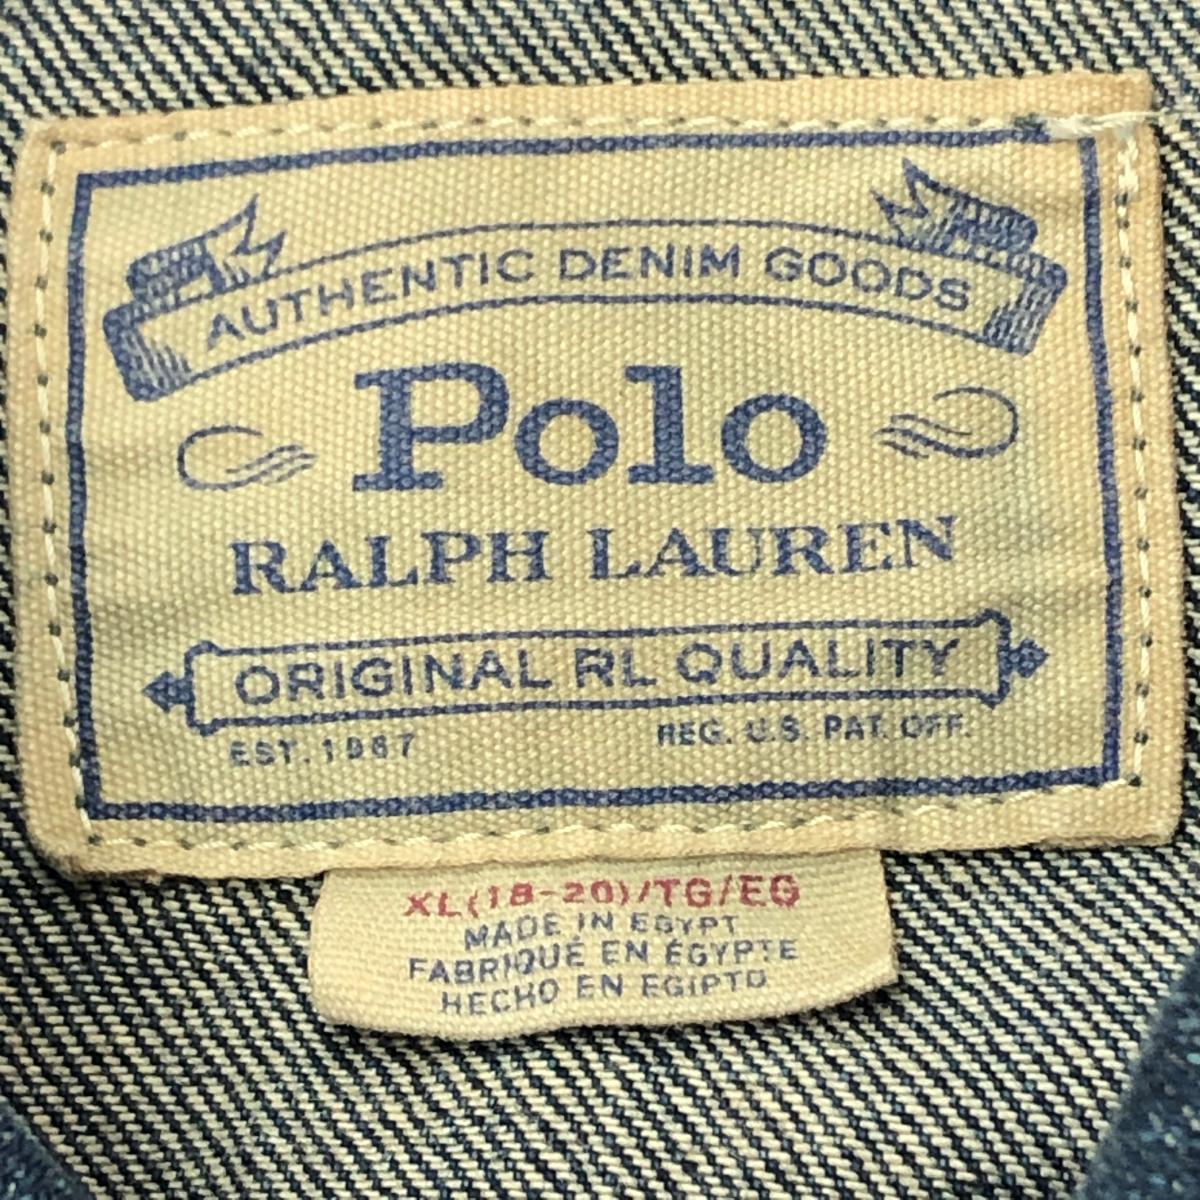 AUTHENTIC DENIM GOODS
Polo
RALPH LAUREN
ORIGINAL RL QUALITY
EST. 1967 REG. U.S. PAT. OFF.
XL(18-20)/TG/EG
MADE IN EGYPT
FABRIQUÉ EN ÉGYPTE
HECHO EN EGIPTO